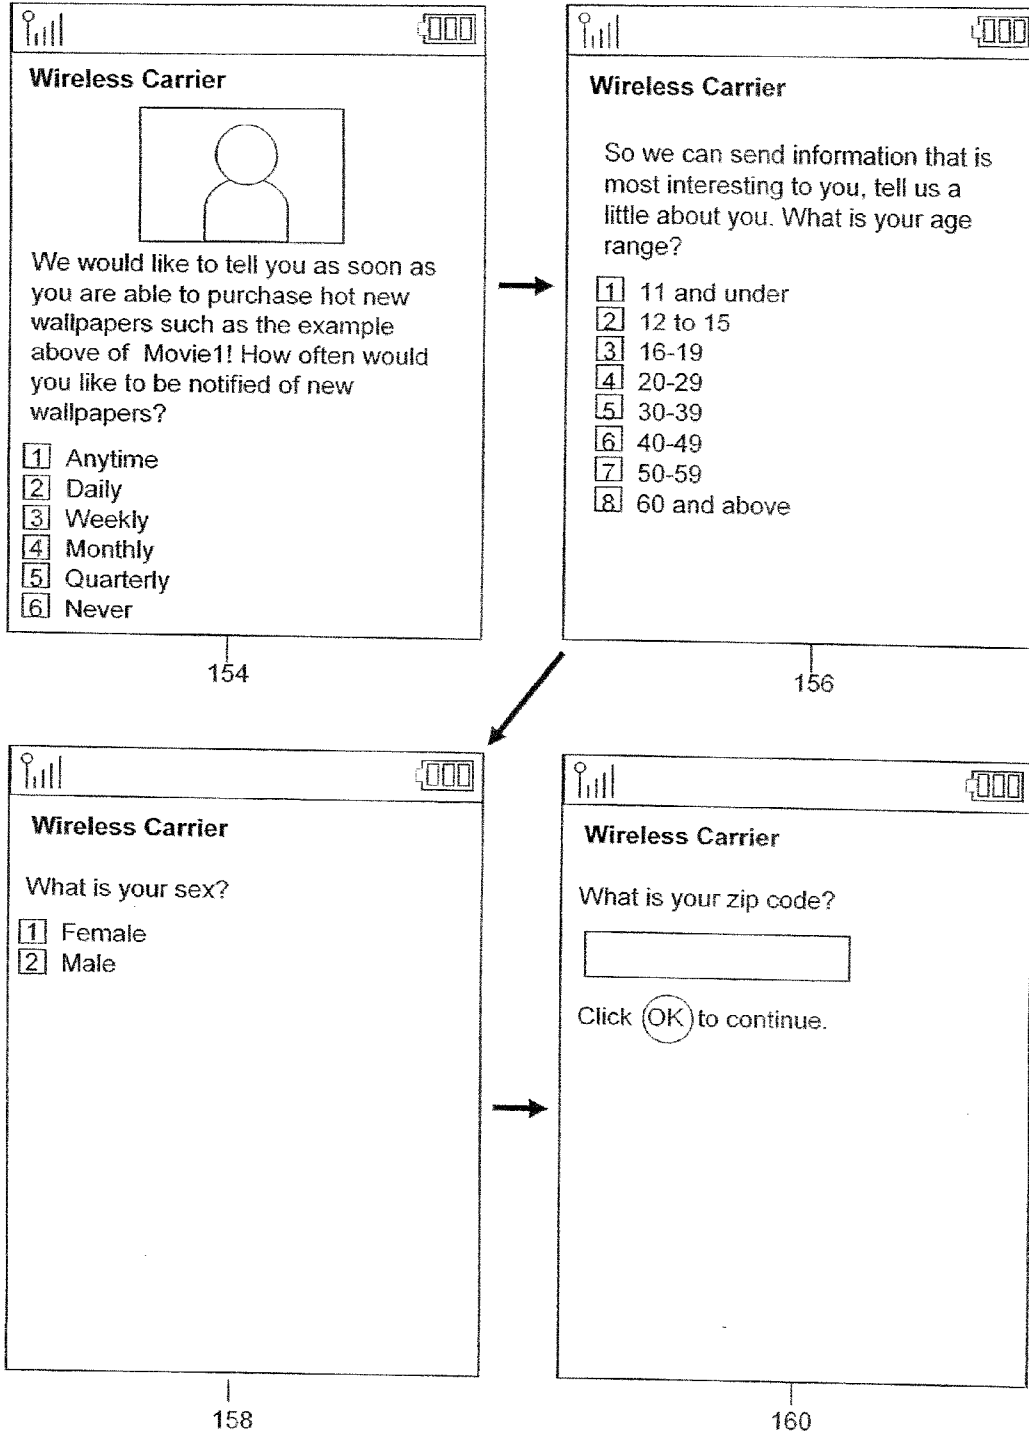 Wireless Carrier
We would like to tell you as soon as
you are able to purchase hot new
wallpapers such as the example
above of Movie1! How often would
you like to be notified of new
wallpapers?
1 Anytime
2 Daily
3 Weekly
4 Monthly
5 Quarterly
6 Never
154
Wireless Carrier
So we can send information that is
most interesting to you, tell us a
little about you. What is your age
range?
1 11 and under
2 12 to 15
3 16-19
4 20-29
5 30-39
6 40-49
7 50-59
8 60 and above
156
Wireless Carrier
What is your sex?
1 Female
2 Male
158
Wireless Carrier
What is your zip code?
Click OK to continue.
160